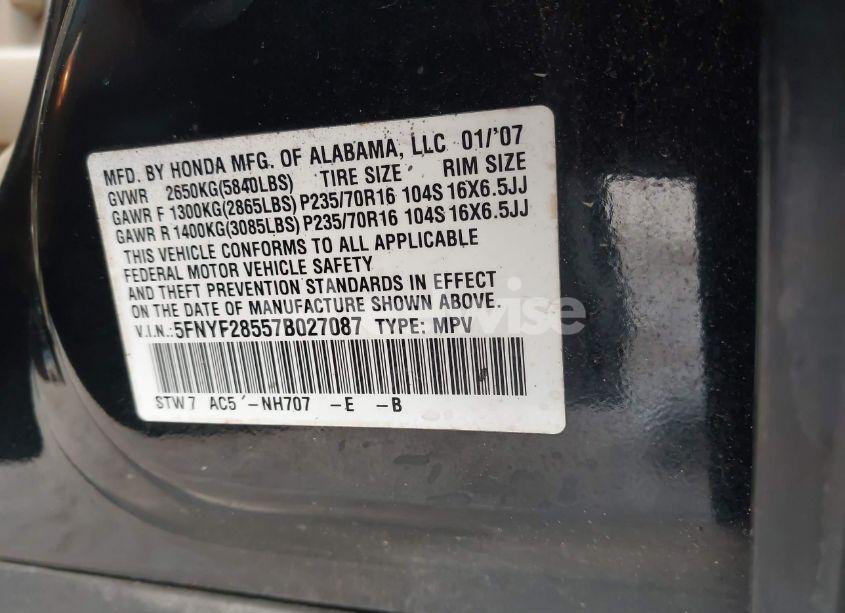 MFD. BY HONDA MFG. OF ALABAMA, LLC 01/'07
GVWR 2650KG(5840LBS) TIRE SIZE RIM SIZE
GAWR F 1300KG(2865LBS) P235/70R16 104S 16X6.5JJ
GAWR R 1400KG(3085LBS) P235/70R16 104S 16X6.5JJ
THIS VEHICLE CONFORMS TO ALL APPLICABLE
FEDERAL MOTOR VEHICLE SAFETY
AND THEFT PREVENTION STANDARDS IN EFFECT
ON THE DATE OF MANUFACTURE SHOWN ABOVE.
V.I.N.:5FNYF28557B027087 TYPE: MPV
STW7 AC5 '-NH707 -E -B